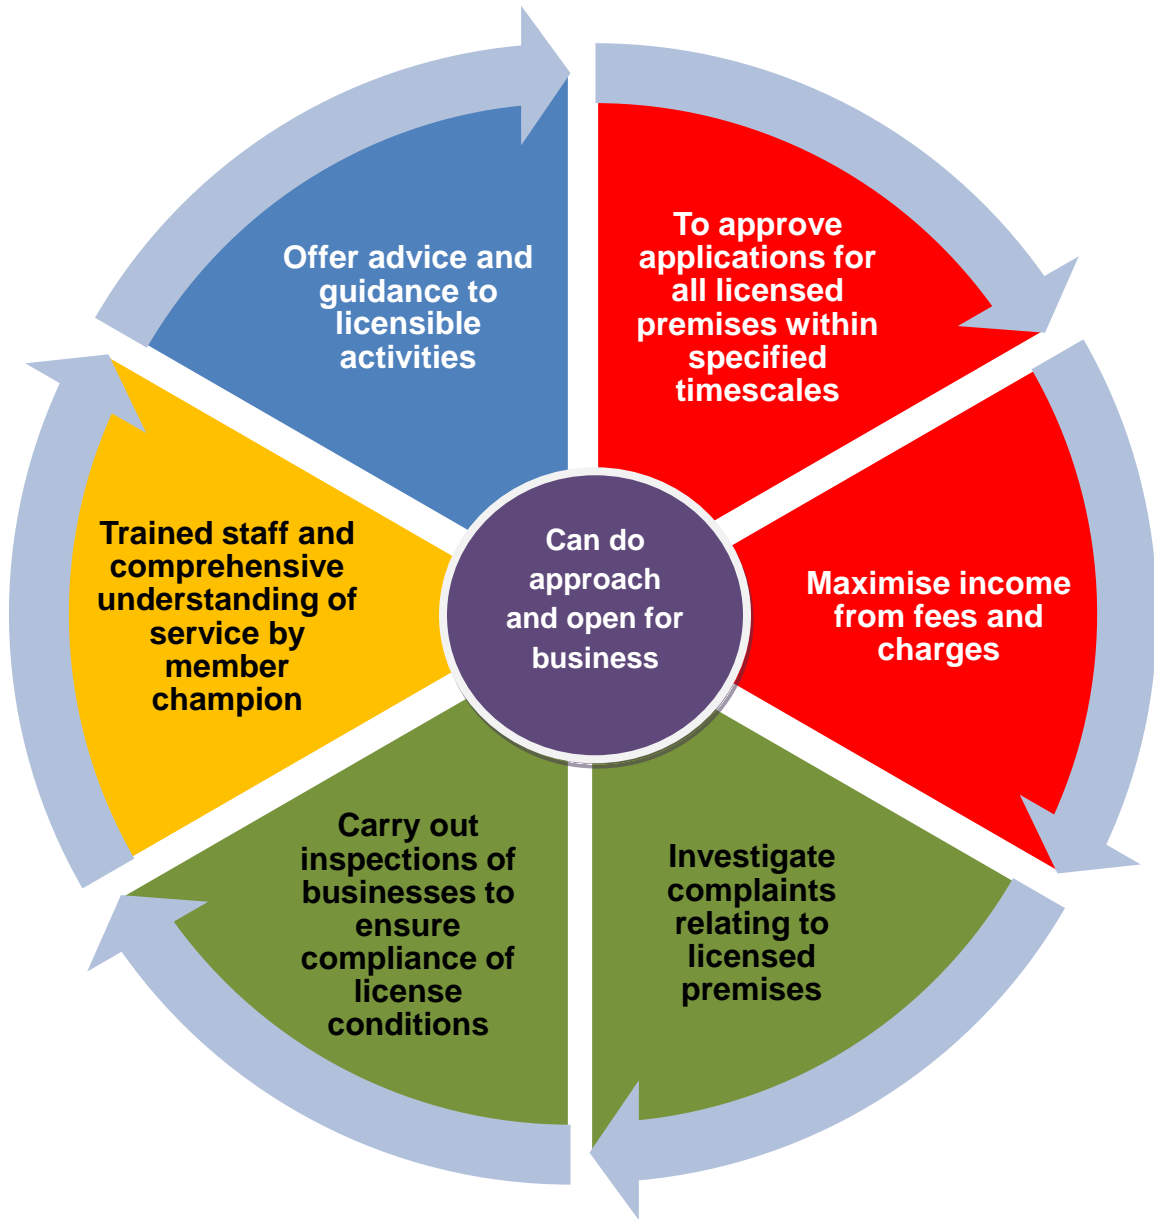 Offer advice and
guidance to
licensible
activities
To approve
applications for
all licensed
premises within
specified
timescales
Maximise income
from fees and
charges
Investigate
complaints
relating to
licensed
premises
Carry out
inspections of
businesses to
ensure
compliance of
license
conditions
Trained staff and
comprehensive
understanding of
service by
member
champion
Can do
approach
and open for
business